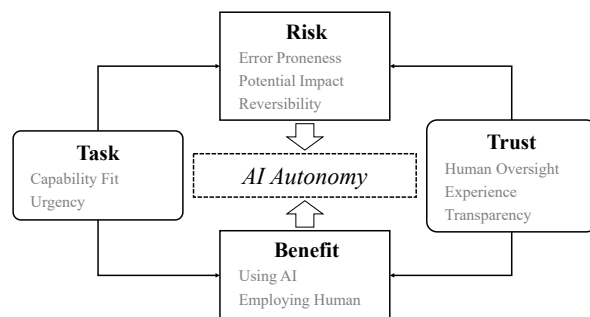 Risk
Error Proneness
Potential Impact
Reversibility
Task
Capability Fit
Urgency
AI Autonomy
Trust
Human Oversight
Experience
Transparency
Benefit
Using AI
Employing Human